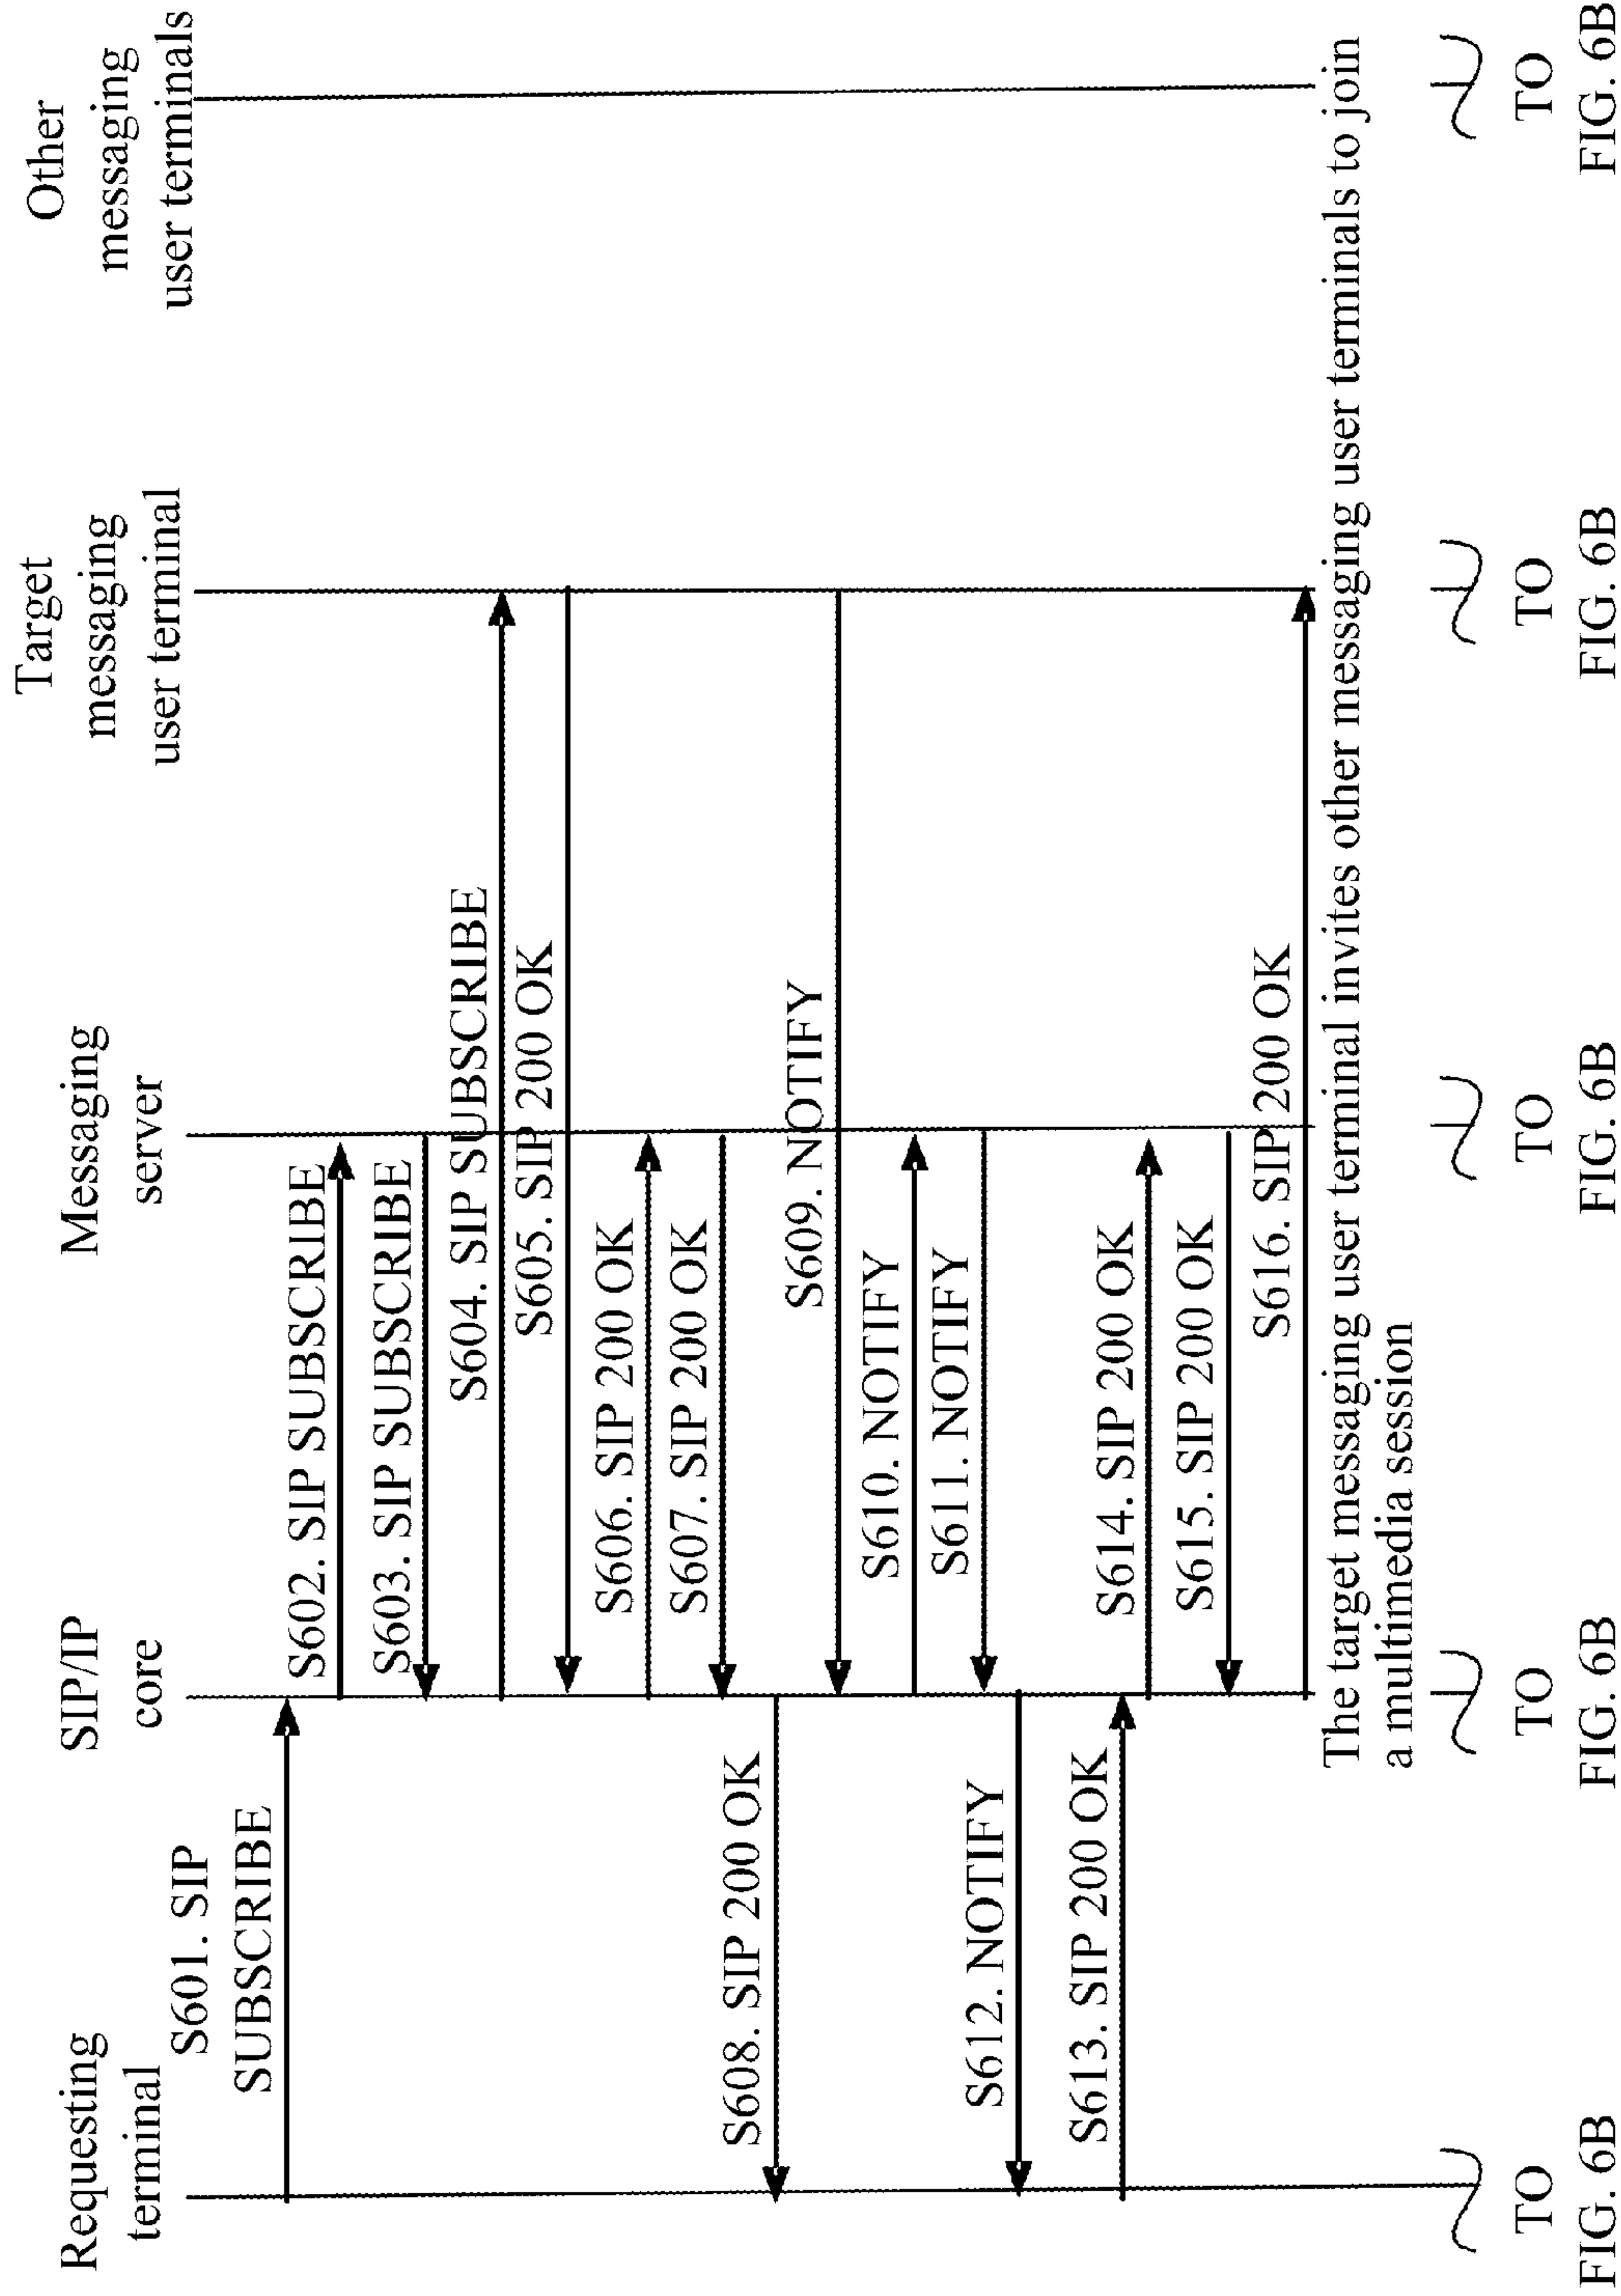 Requesting
terminal
SIP/IP
core
Messaging
server
Target
messaging
user terminal
Other
messaging
user terminals
S601. SIP
SUBSCRIBE
S602. SIP SUBSCRIBE
S603. SIP SUBSCRIBE
S604. SIP SUBSCRIBE
S605. SIP 200 OK
S606. SIP 200 OK
S607. SIP 200 OK
S608. SIP 200 OK
S609. NOTIFY
S610. NOTIFY
S611. NOTIFY
S612. NOTIFY
S613. SIP 200 OK
S614. SIP 200 OK
S615. SIP 200 OK
S616. SIP 200 OK
The target messaging user terminal invites other messaging user terminals to join
a multimedia session
TO
FIG. 6B
TO
FIG. 6B
TO
FIG. 6B
TO
FIG. 6B
TO
FIG. 6B